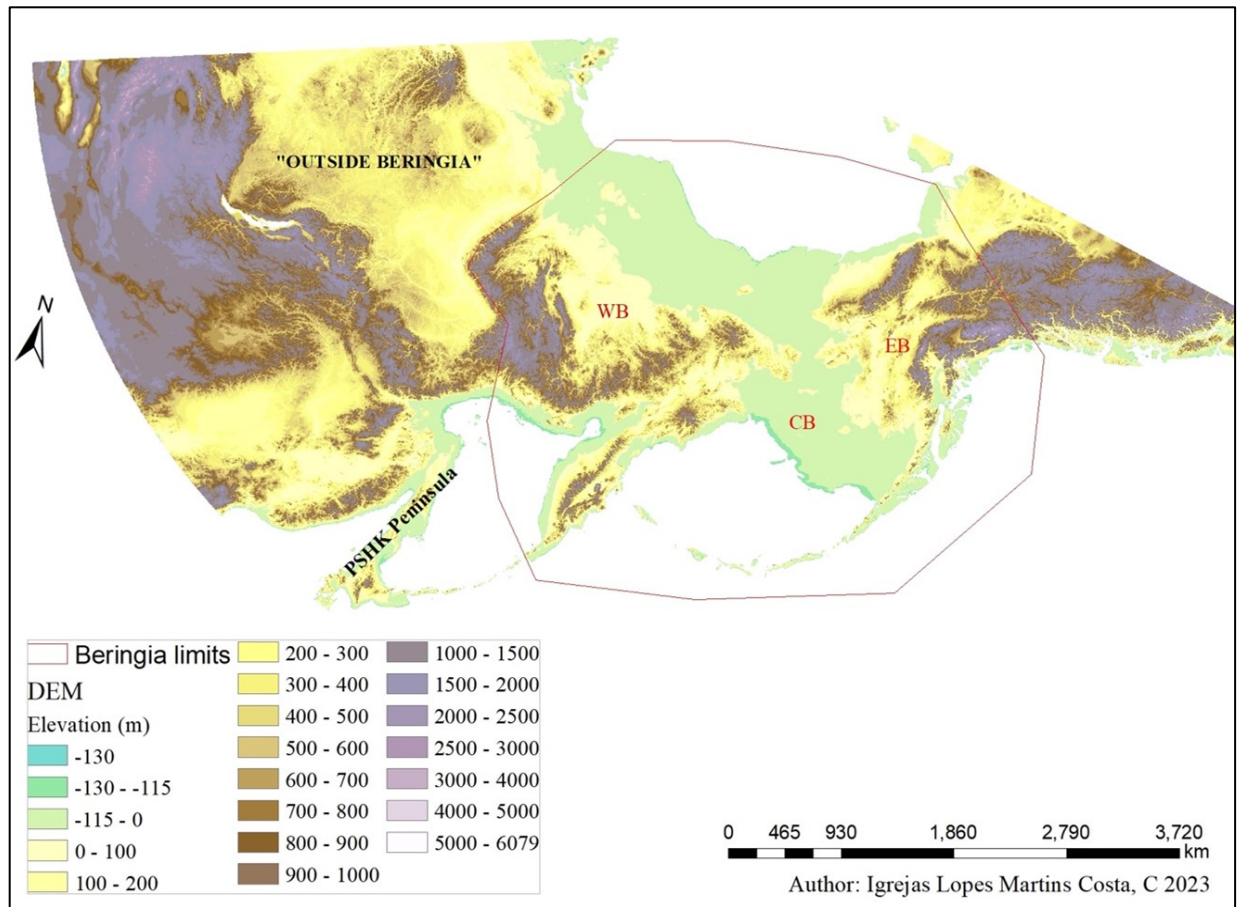 "OUTSIDE BERINGIA"
N
WB
EB
CB
PSHK Peninsula
Beringia limits
DEM
Elevation (m)
-130
-130 - -115
-115 - 0
0 - 100
100 - 200
200 - 300
300 - 400
400 - 500
500 - 600
600 - 700
700 - 800
800 - 900
900 - 1000
1000 - 1500
1500 - 2000
2000 - 2500
2500 - 3000
3000 - 4000
4000 - 5000
5000 - 6079
0 465 930 1,860 2,790 3,720
km
Author: Igrejas Lopes Martins Costa, C 2023